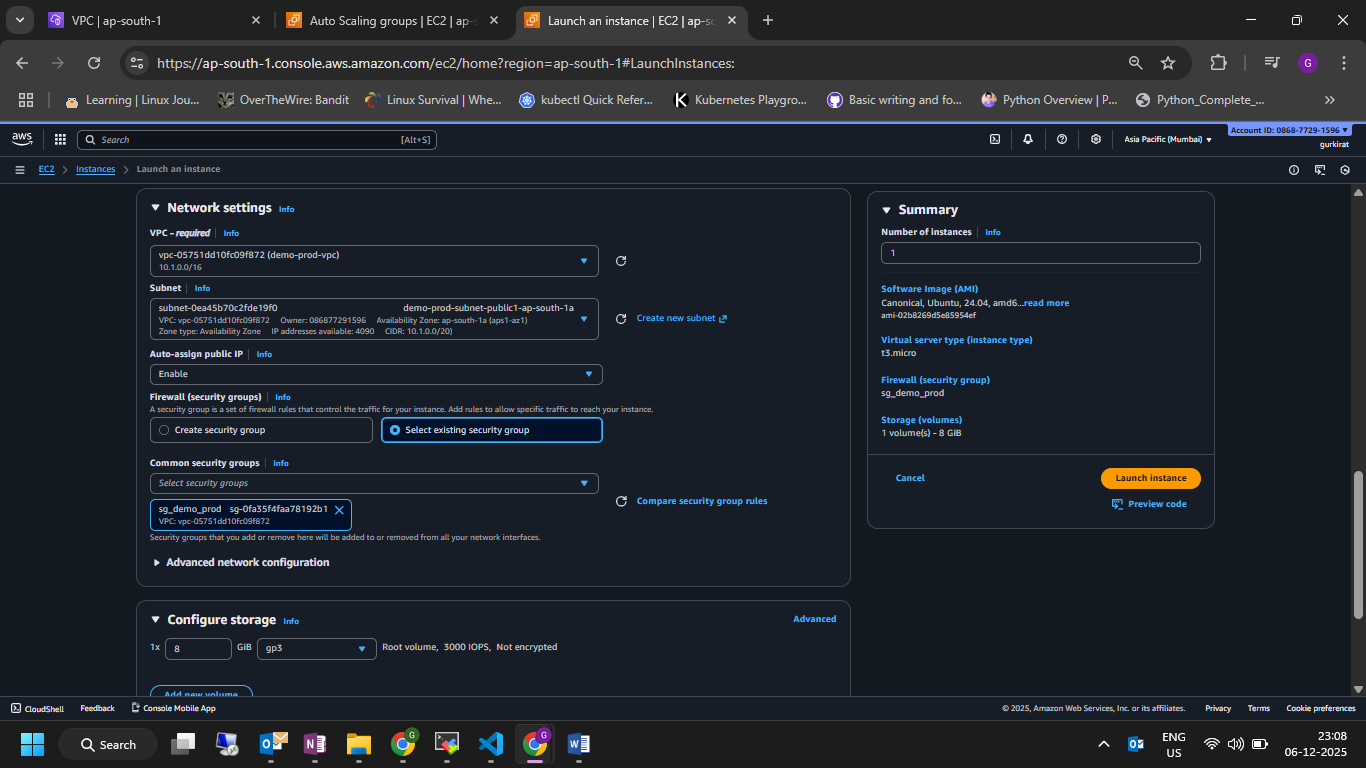 VPC | ap-south-1
Auto Scaling groups | EC2 | ap-s
Launch an instance | EC2 | ap-so
https://ap-south-1.console.aws.amazon.com/ec2/home?region=ap-south-1#LaunchInstances:
G
Learning | Linux Jou...
OverTheWire: Bandit
Linux Survival | Whe...
kubectl Quick Refer...
Kubernetes Playgro...
Basic writing and fo...
Python Overview | P...
Python_Complete_...
aws
Search
[Alt+S]
Asia Pacific (Mumbai)
Account ID: 0868-7729-1596
gurkirat
EC2
Instances
Launch an instance
Network settings Info
VPC – required Info
vpc-05751dd10fc09f872 (demo-prod-vpc)
10.1.0.0/16
Subnet Info
subnet-0ea45b70c2fde19f0 demo-prod-subnet-public1-ap-south-1a
VPC: vpc-05751dd10fc09f872 Owner: 086877291596 Availability Zone: ap-south-1a (aps1-az1)
Zone type: Availability Zone IP addresses available: 4090 CIDR: 10.1.0.0/20)
Create new subnet
Auto-assign public IP Info
Enable
Firewall (security groups) Info
A security group is a set of firewall rules that control the traffic for your instance. Add rules to allow specific traffic to reach your instance.
Create security group
Select existing security group
Common security groups Info
Select security groups
sg_demo_prod sg-0fa35f4faa78192b1
VPC: vpc-05751dd10fc09f872
Compare security group rules
Security groups that you add or remove here will be added to or removed from all your network interfaces.
Advanced network configuration
Configure storage Info
Advanced
1x 8 GiB gp3 Root volume, 3000 IOPS, Not encrypted
Add new volume
Summary
Number of instances Info
1
Software Image (AMI)
Canonical, Ubuntu, 24.04, amd6...read more
ami-02b8269d5e85954ef
Virtual server type (instance type)
t3.micro
Firewall (security group)
sg_demo_prod
Storage (volumes)
1 volume(s) - 8 GiB
Cancel
Launch instance
Preview code
CloudShell
Feedback
Console Mobile App
© 2025, Amazon Web Services, Inc. or its affiliates.
Privacy
Terms
Cookie preferences
Search
ENG
US
23:08
06-12-2025